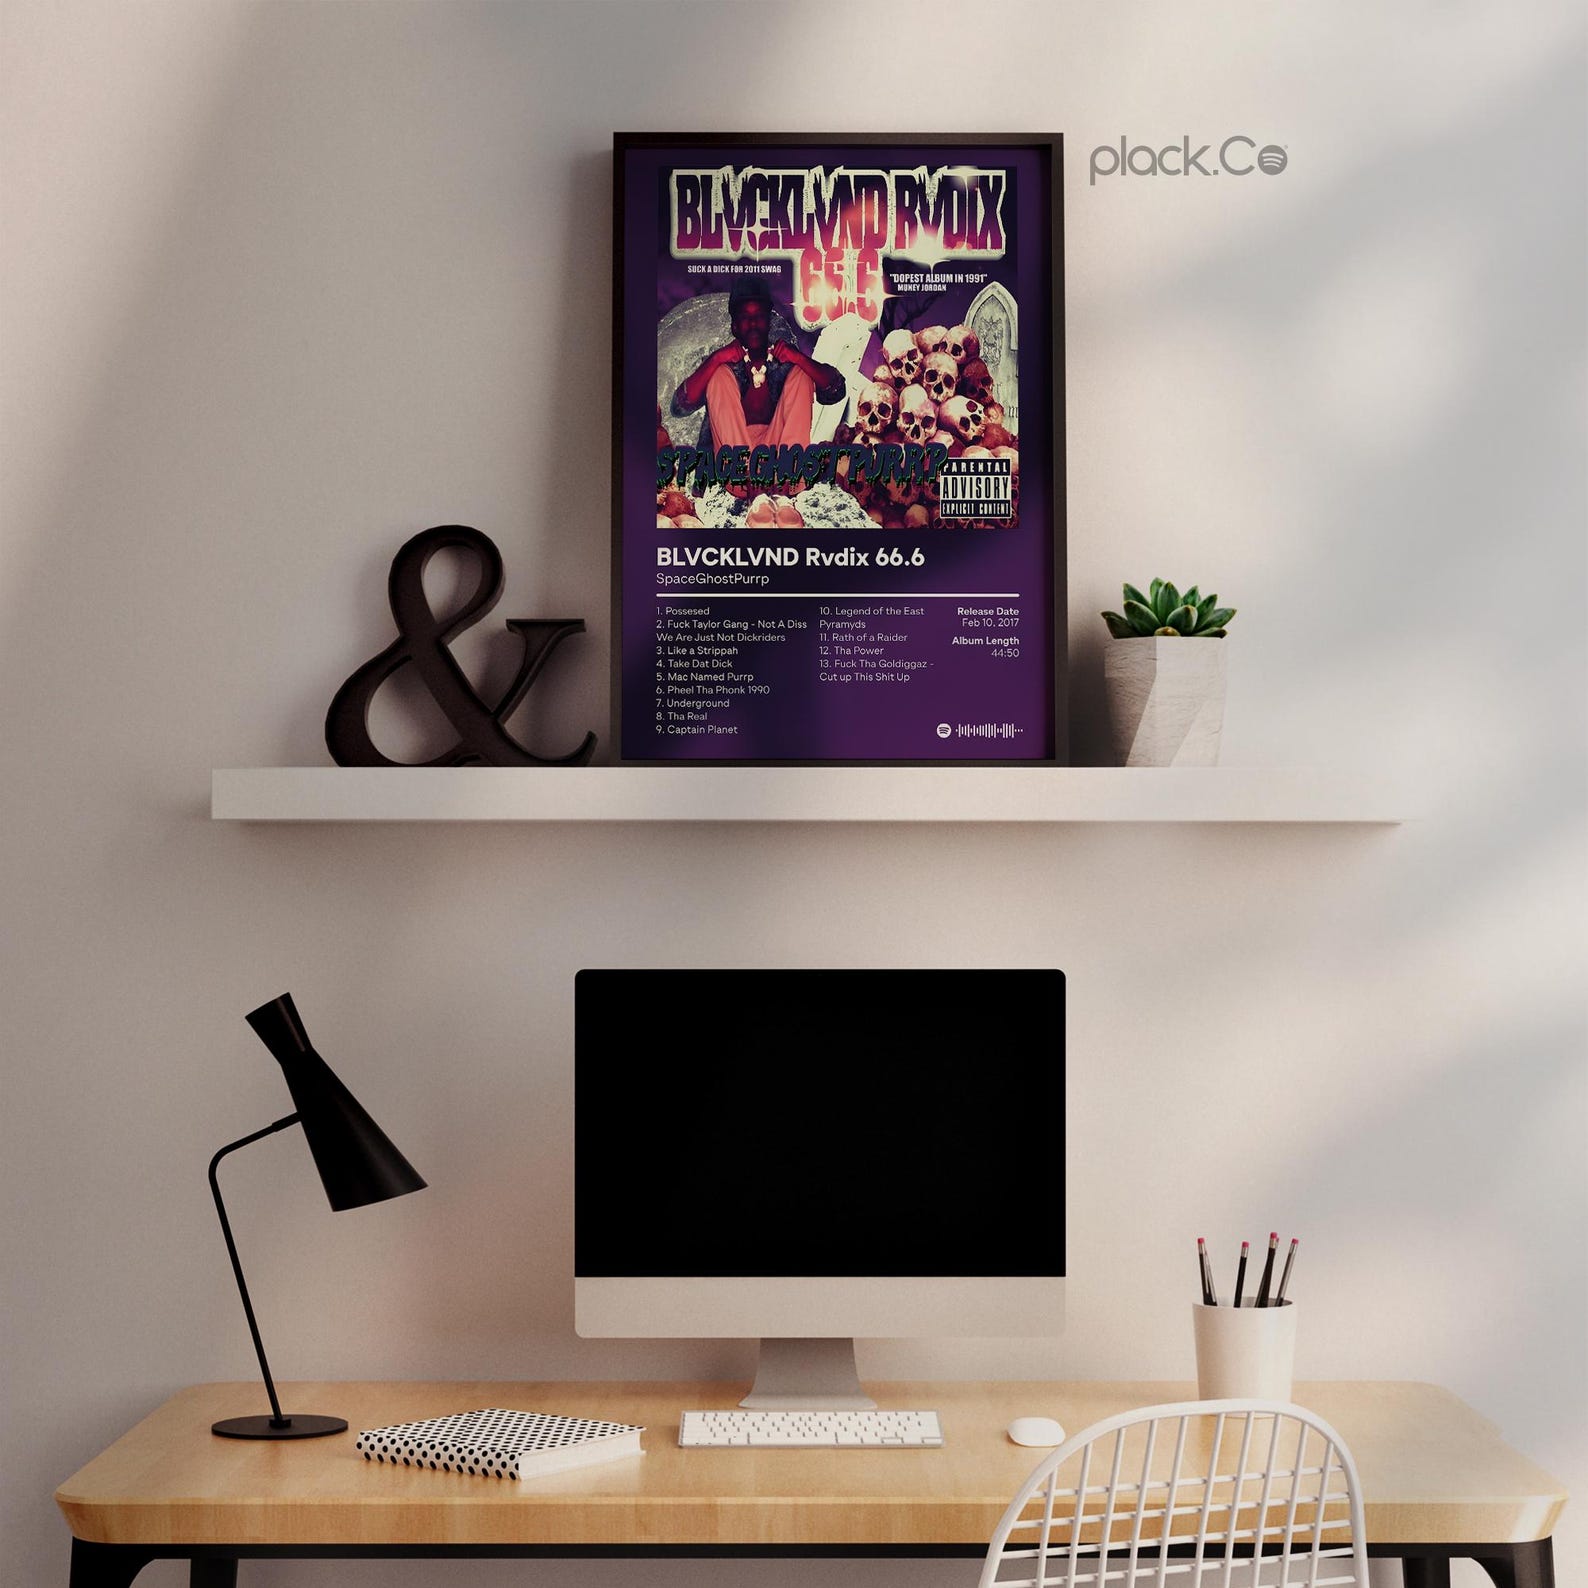 plack.Co
BLVCKLVND RVDIX
66.6
SUCK A DICK FOR 2011 SWAG
"DOPEST ALBUM IN 1991"
MUNEY JORDAN
SPACEGHOSTPURRP
PARENTAL
ADVISORY
EXPLICIT CONTENT
BLVCKLVND Rvdix 66.6
SpaceGhostPurrp
1. Possesed
2. Fuck Taylor Gang - Not A Diss
We Are Just Not Dickriders
3. Like a Strippah
4. Take Dat Dick
5. Mac Named Purrp
6. Pheel Tha Phonk 1990
7. Underground
8. Tha Real
9. Captain Planet
10. Legend of the East
Pyramyds
11. Rath of a Raider
12. Tha Power
13. Fuck Tha Goldiggaz -
Cut up This Shit Up
Release Date
Feb 10, 2017
Album Length
44:50
&